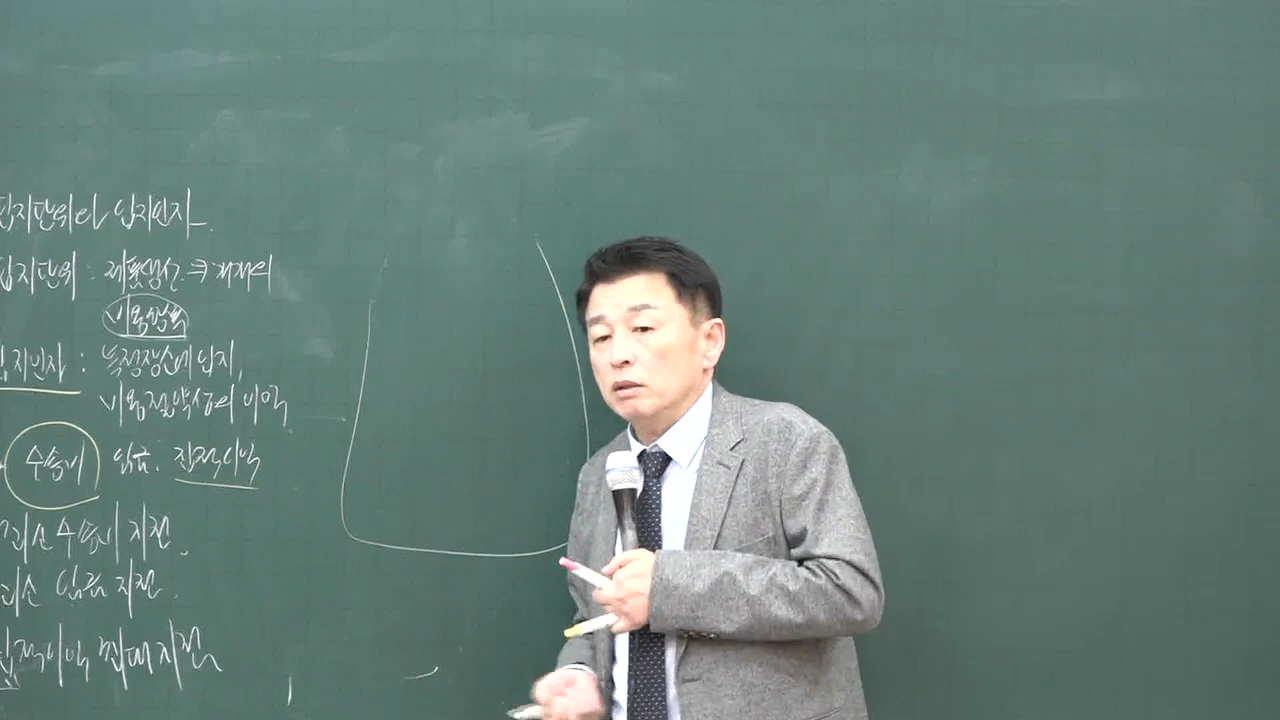 입지단위와 입지인자
입지단위 : 제품생산 ⇒ 개개의
비용항목
입지인자 : 특정장소에 입지,
비용절약상의 이익
수송비 임금. 집적이익
최소수송비 지점
최소 임금 지점.
집적이익 최대지점